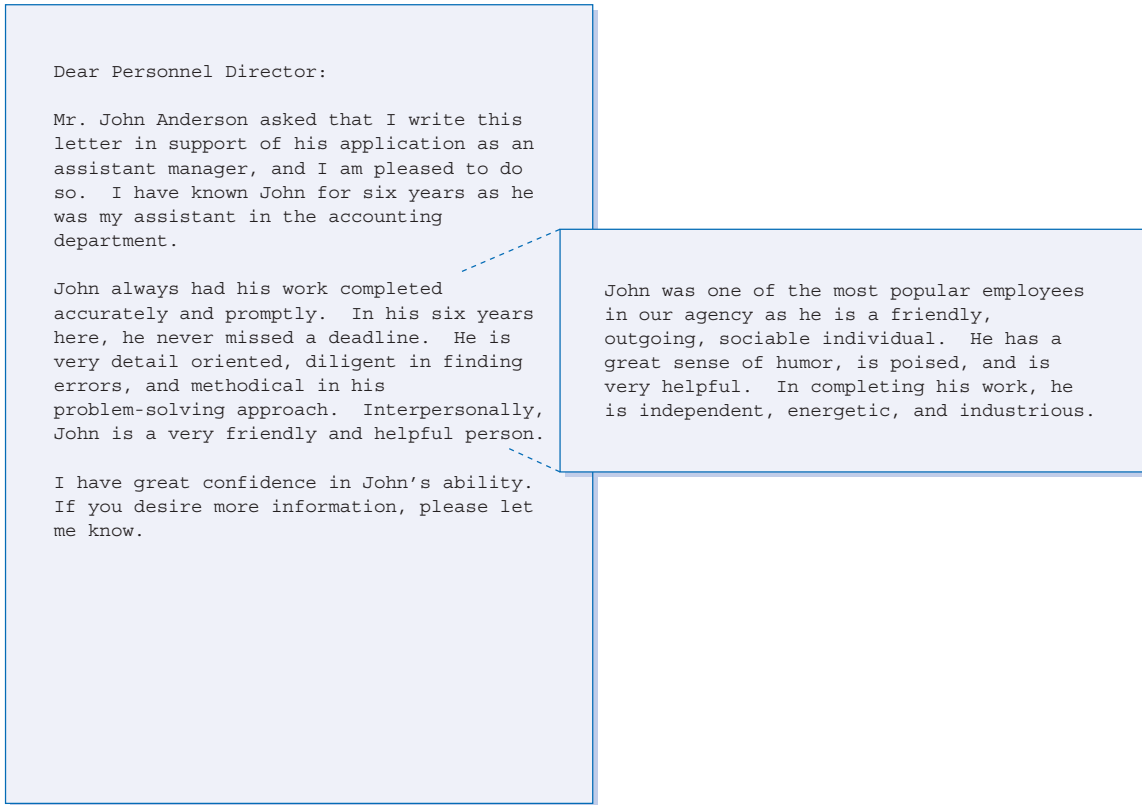 Dear Personnel Director:
Mr. John Anderson asked that I write this
letter in support of his application as an
assistant manager, and I am pleased to do
so.  I have known John for six years as he
was my assistant in the accounting
department.
John always had his work completed
accurately and promptly.  In his six years
here, he never missed a deadline.  He is
very detail oriented, diligent in finding
errors, and methodical in his
problem-solving approach.  Interpersonally,
John is a very friendly and helpful person.
I have great confidence in John's ability.
If you desire more information, please let
me know.
John was one of the most popular employees
in our agency as he is a friendly,
outgoing, sociable individual.  He has a
great sense of humor, is poised, and is
very helpful.  In completing his work, he
is independent, energetic, and industrious.